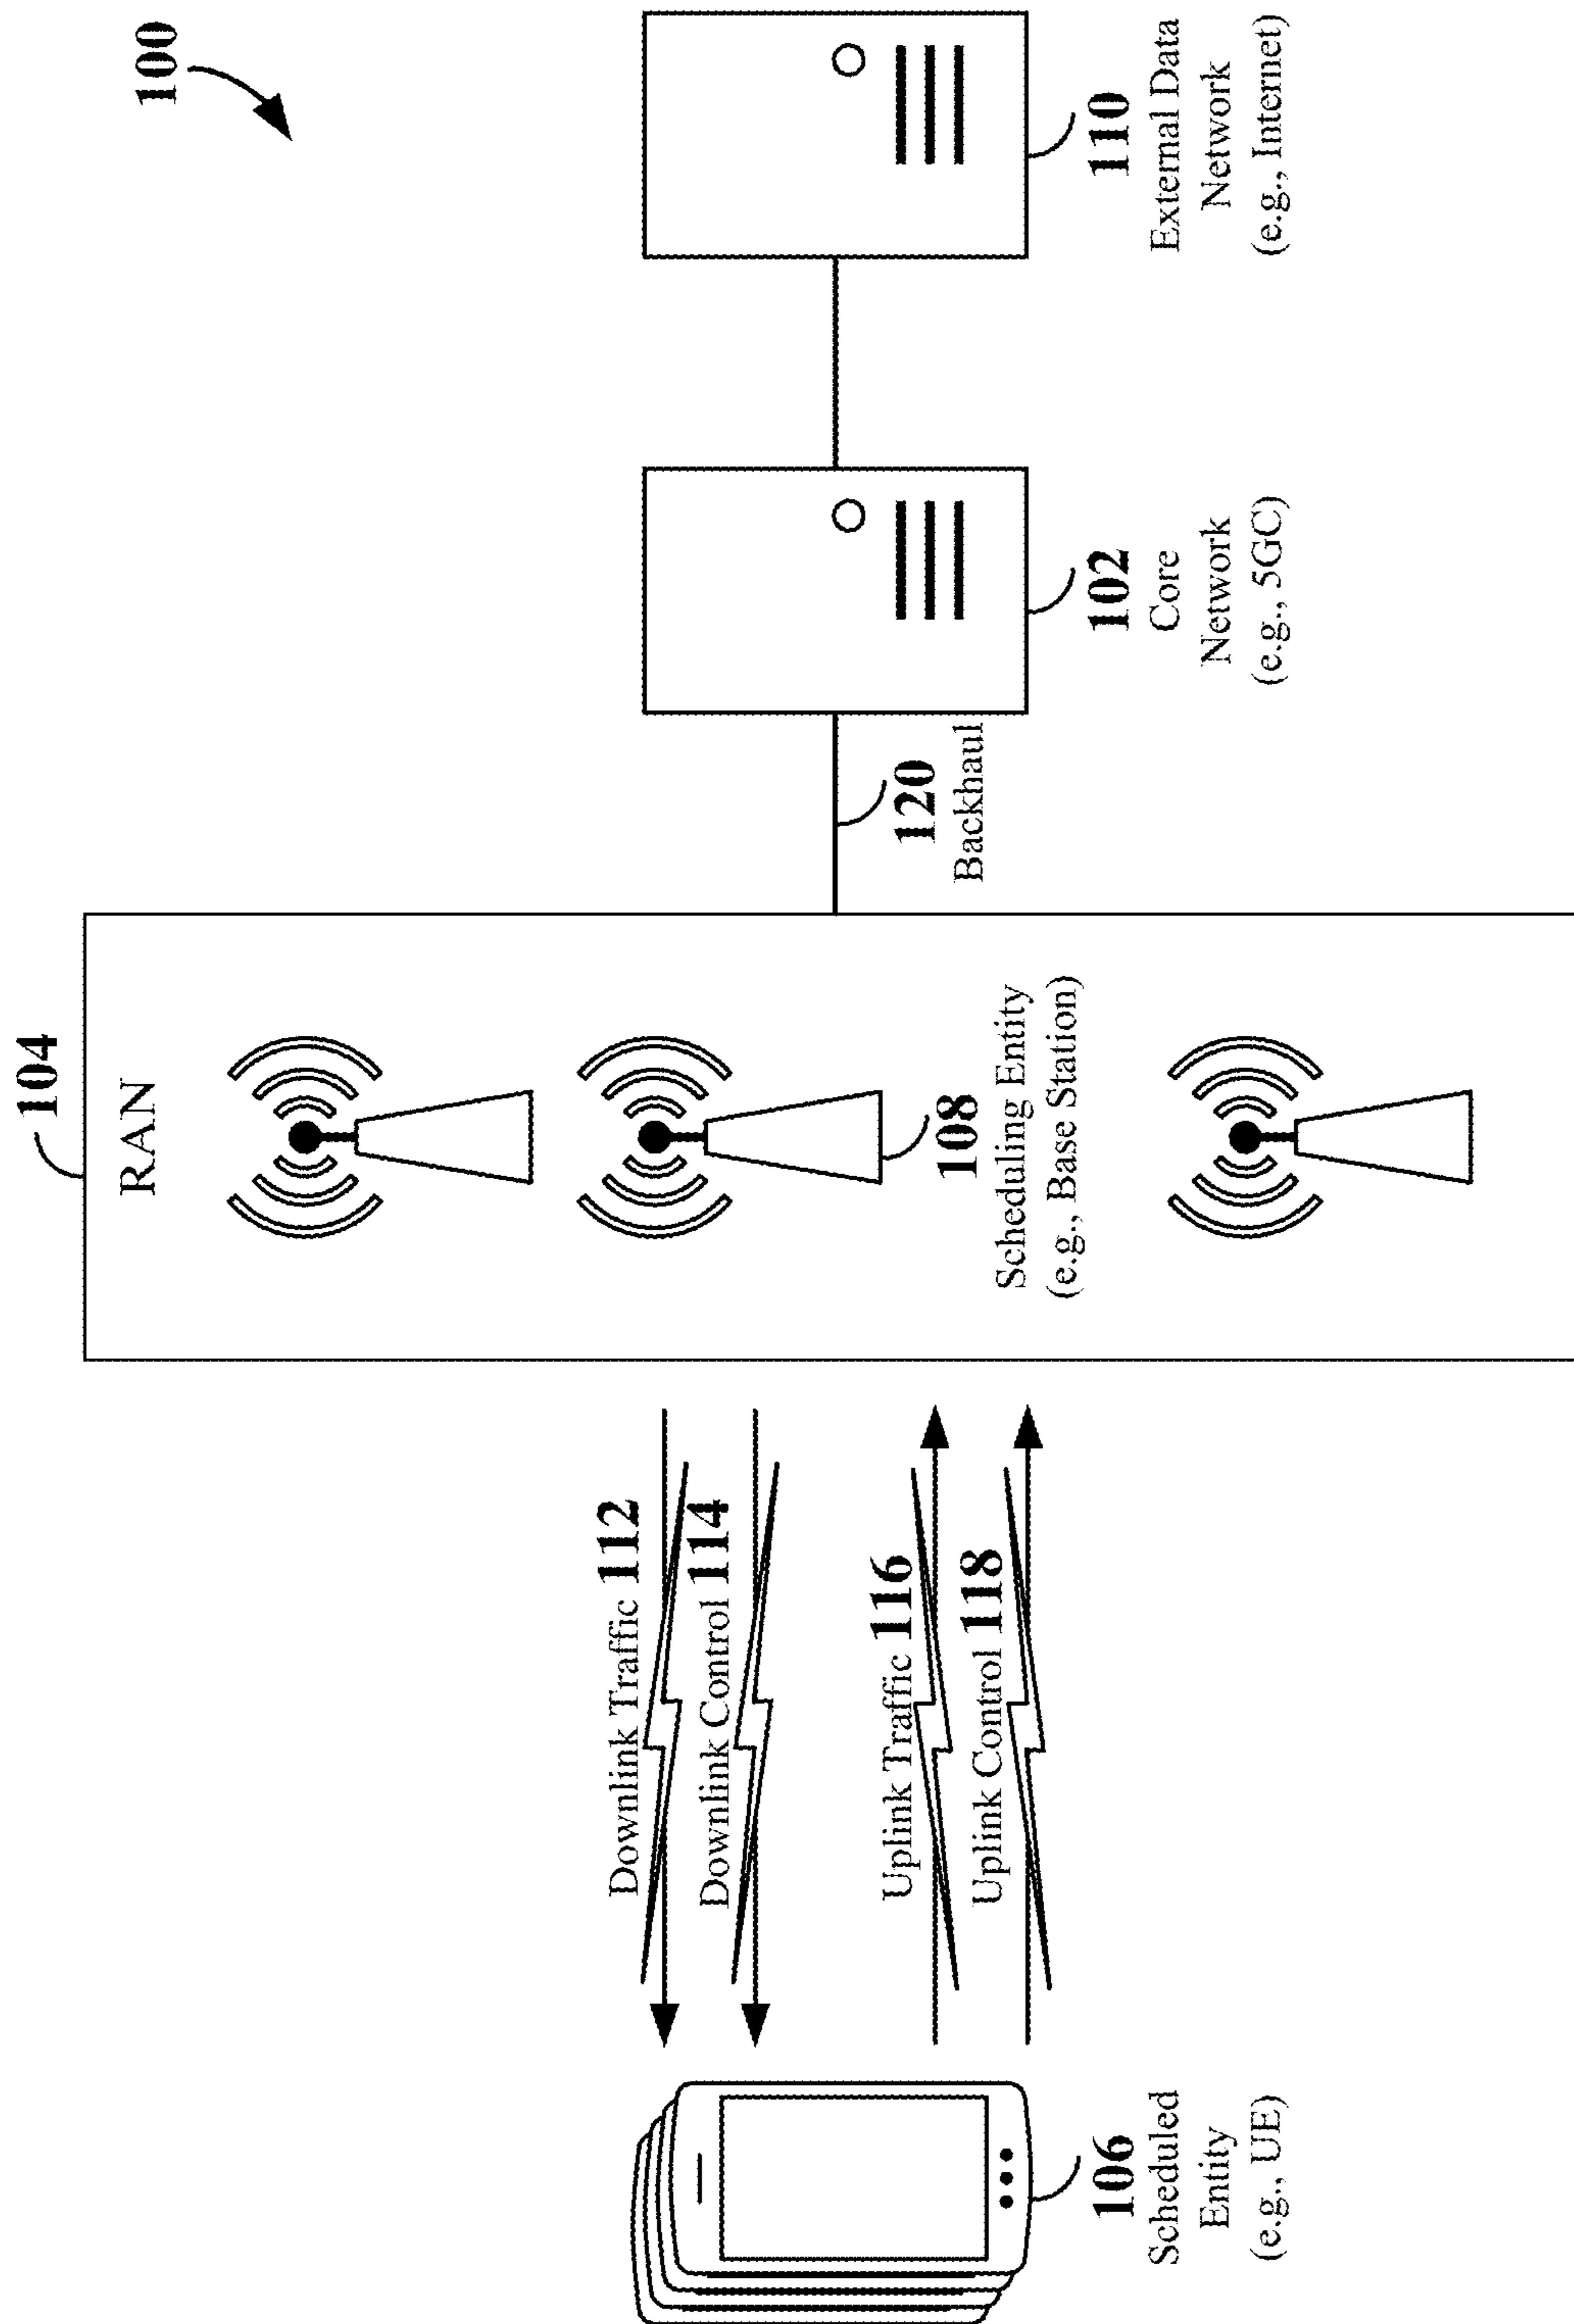 100
104
RAN
Downlink Traffic 112
Downlink Control 114
Uplink Traffic 116
Uplink Control 118
108
Scheduling Entity
(e.g., Base Station)
120
Backhaul
106
Scheduled
Entity
(e.g., UE)
102
Core
Network
(e.g., 5GC)
110
External Data
Network
(e.g., Internet)